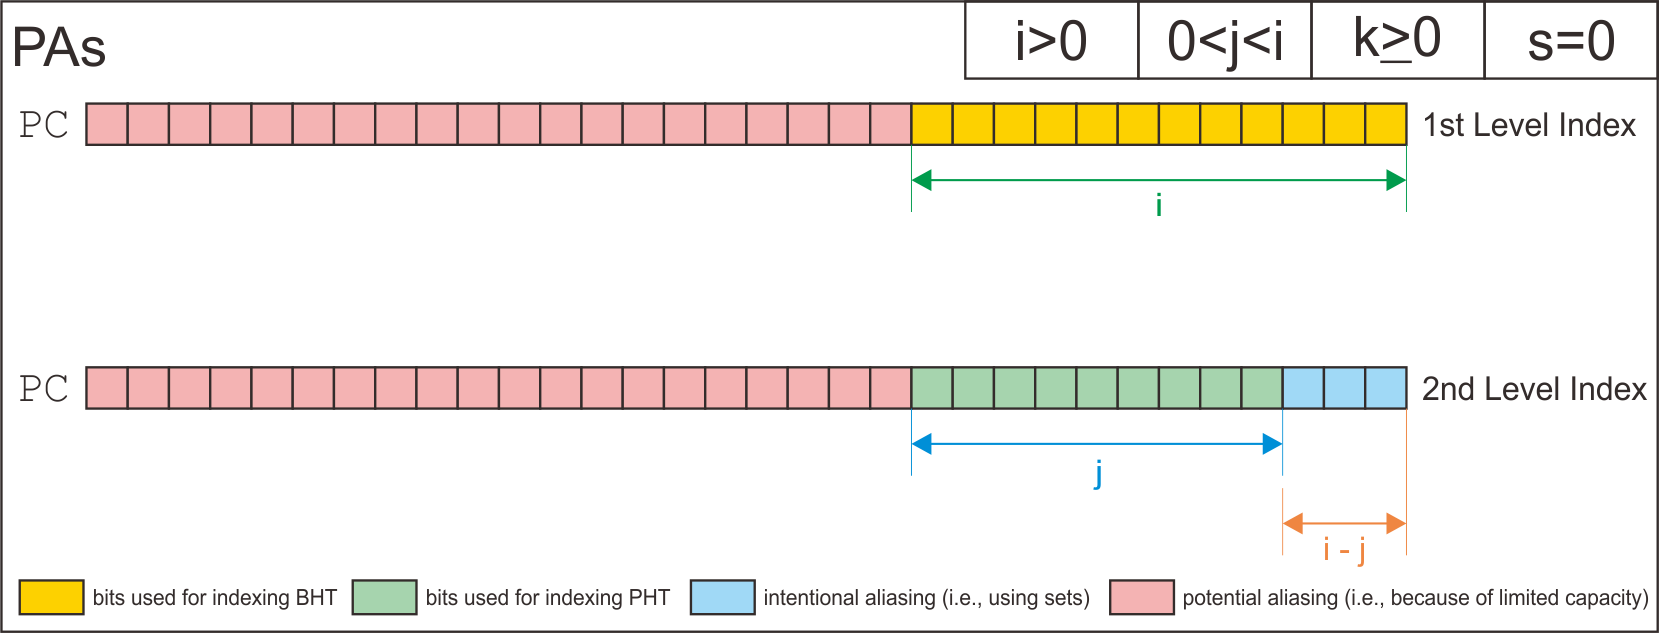 PAs
i>0 0<j<i k≥0 s=0
PC 1st Level Index
i
PC 2nd Level Index
j
i - j
bits used for indexing BHT bits used for indexing PHT intentional aliasing (i.e., using sets) potential aliasing (i.e., because of limited capacity)